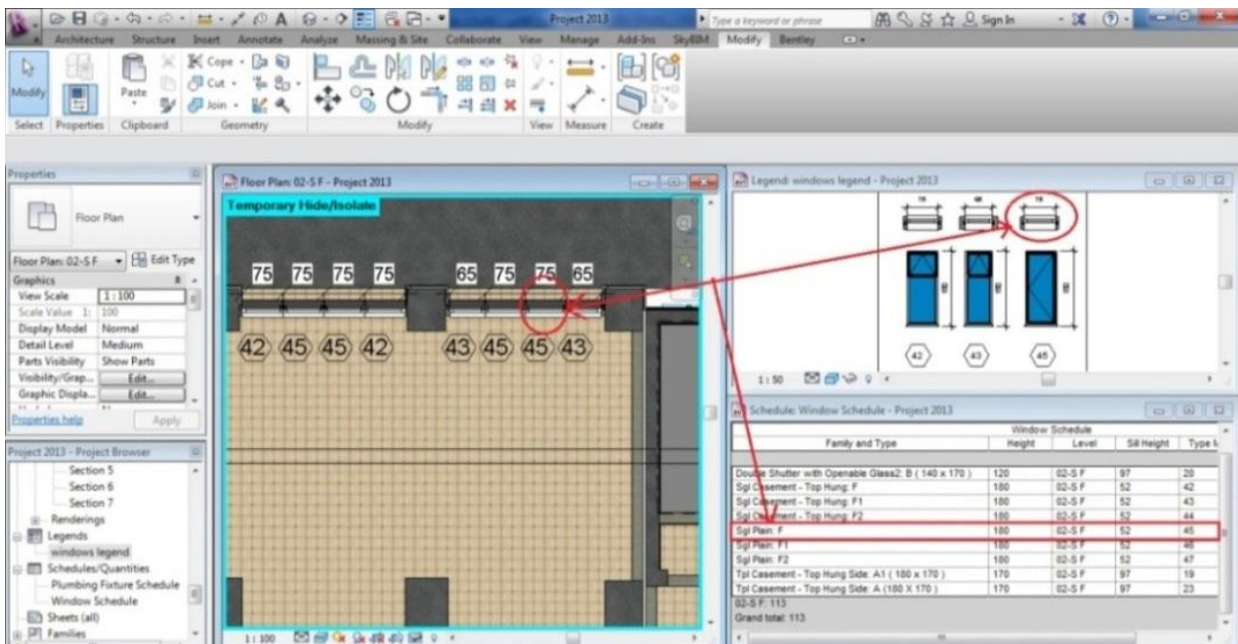 Project 2013
Type a keyword or phrase
Sign In
Architecture Structure Insert Annotate Analyze Massing & Site Collaborate View Manage Add-Ins SkyBIM Modify Bentley
Modify
Paste
Cope
Cut
Join
Select Properties Clipboard Geometry Modify View Measure Create
Properties
Floor Plan
Floor Plan: 02-S F Edit Type
Graphics
View Scale 1 : 100
Scale Value 1: 100
Display Model Normal
Detail Level Medium
Parts Visibility Show Parts
Visibility/Grap... Edit...
Graphic Displa... Edit...
Properties help Apply
Project 2013 - Project Browser
Section 5
Section 6
Section 7
Renderings
Legends
windows legend
Schedules/Quantities
Plumbing Fixture Schedule
Window Schedule
Sheets (all)
Families
Floor Plan: 02-S F - Project 2013
Temporary Hide/Isolate
75 75 75 75 65 75 75 65
42 45 45 42 43 45 45 43
1 : 100
Legend: windows legend - Project 2013
42 43 45
1 : 50
Schedule: Window Schedule - Project 2013
Window Schedule
Family and Type Height Level Sill Height Type
Double Shutter with Openable Glass2: B ( 140 x 170 ) 120 02-S F 97 20
Sgl Casement - Top Hung: F 180 02-S F 52 42
Sgl Casement - Top Hung: F1 180 02-S F 52 43
Sgl Casement - Top Hung: F2 180 02-S F 52 44
Sgl Plain: F 180 02-S F 52 45
Sgl Plain: F1 180 02-S F 52 46
Sgl Plain: F2 180 02-S F 52 47
Tpl Casement - Top Hung Side: A1 ( 180 x 170 ) 170 02-S F 97 19
Tpl Casement - Top Hung Side: A (180 X 170 ) 170 02-S F 97 23
02-S F: 113
Grand total: 113